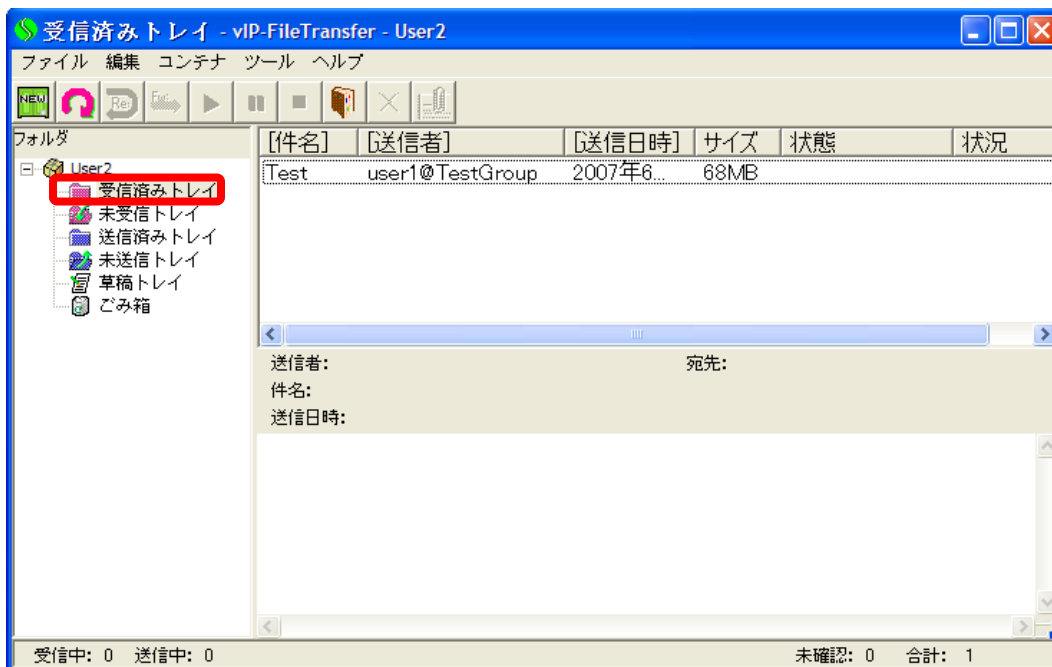 受信済みトレイ - vIP-FileTransfer - User2
ファイル 編集 コンテナ ツール ヘルプ
NEW Re:
フォルダ
[件名] [送信者] [送信日時] サイズ 状態 状況
Test user1@TestGroup 2007年6... 68MB
User2
受信済みトレイ
未受信トレイ
送信済みトレイ
未送信トレイ
草稿トレイ
ごみ箱
送信者: 宛先:
件名:
送信日時:
受信中: 0 送信中: 0 未確認: 0 合計: 1